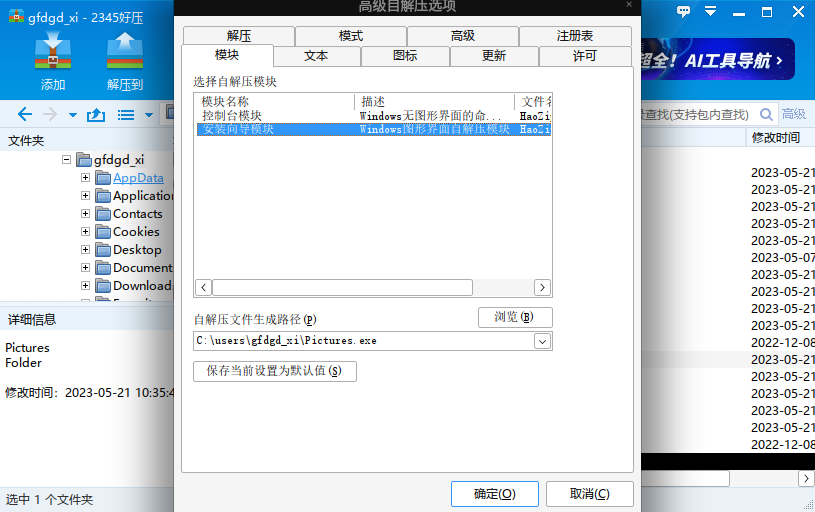 gfdgd_xi - 2345好压
添加
解压到
超全! AI工具导航 >
查找(支持包内查找)
高级
文件夹
gfdgd_xi
AppData
Application
Contacts
Cookies
Desktop
Document
Download
详细信息
Pictures
Folder
修改时间: 2023-05-21 10:35:4
选中 1 个文件夹
高级自解压选项
解压
模式
高级
注册表
模块
文本
图标
更新
许可
选择自解压模块
模块名称
描述
文件名
控制台模块
Windows无图形界面的命...
HaoZip
安装向导模块
Windows图形界面自解压模块
HaoZip
自解压文件生成路径(P)
浏览(B)
C:\users\gfdgd_xi\Pictures.exe
保存当前设置为默认值(S)
确定(O)
取消(C)
修改时间
2023-05-21
2023-05-21
2023-05-21
2023-05-21
2023-05-21
2023-05-07
2023-05-21
2023-05-21
2023-05-21
2023-05-21
2022-12-08
2023-05-21
2023-05-21
2023-05-21
2023-05-21
2023-05-21
2022-12-08